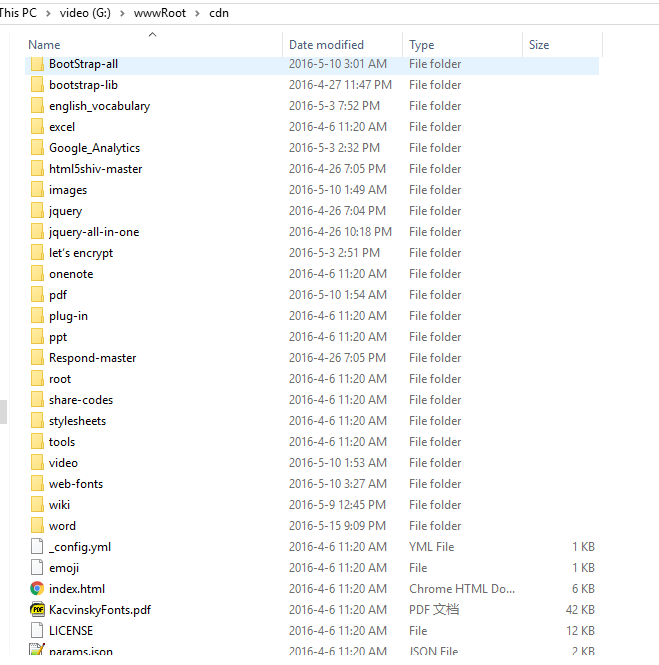 This PC > video (G:) > wwwRoot > cdn
Name Date modified Type Size
BootStrap-all 2016-5-10 3:01 AM File folder
bootstrap-lib 2016-4-27 11:47 PM File folder
english_vocabulary 2016-5-3 7:52 PM File folder
excel 2016-4-6 11:20 AM File folder
Google_Analytics 2016-5-3 2:32 PM File folder
html5shiv-master 2016-4-26 7:05 PM File folder
images 2016-5-10 1:49 AM File folder
jquery 2016-4-26 7:04 PM File folder
jquery-all-in-one 2016-4-26 10:18 PM File folder
let's encrypt 2016-5-3 2:51 PM File folder
onenote 2016-4-6 11:20 AM File folder
pdf 2016-5-10 1:54 AM File folder
plug-in 2016-4-6 11:20 AM File folder
ppt 2016-4-6 11:20 AM File folder
Respond-master 2016-4-26 7:05 PM File folder
root 2016-4-6 11:20 AM File folder
share-codes 2016-4-6 11:20 AM File folder
stylesheets 2016-4-6 11:20 AM File folder
tools 2016-4-6 11:20 AM File folder
video 2016-5-10 1:53 AM File folder
web-fonts 2016-5-10 3:27 AM File folder
wiki 2016-5-9 12:45 PM File folder
word 2016-5-15 9:09 PM File folder
_config.yml 2016-4-6 11:20 AM YML File 1 KB
emoji 2016-4-6 11:20 AM File 1 KB
index.html 2016-4-6 11:20 AM Chrome HTML Do... 6 KB
KacvinskyFonts.pdf 2016-4-6 11:20 AM PDF 文档 42 KB
LICENSE 2016-4-6 11:20 AM File 12 KB
params.json 2016-4-6 11:20 AM JSON File 2 KB